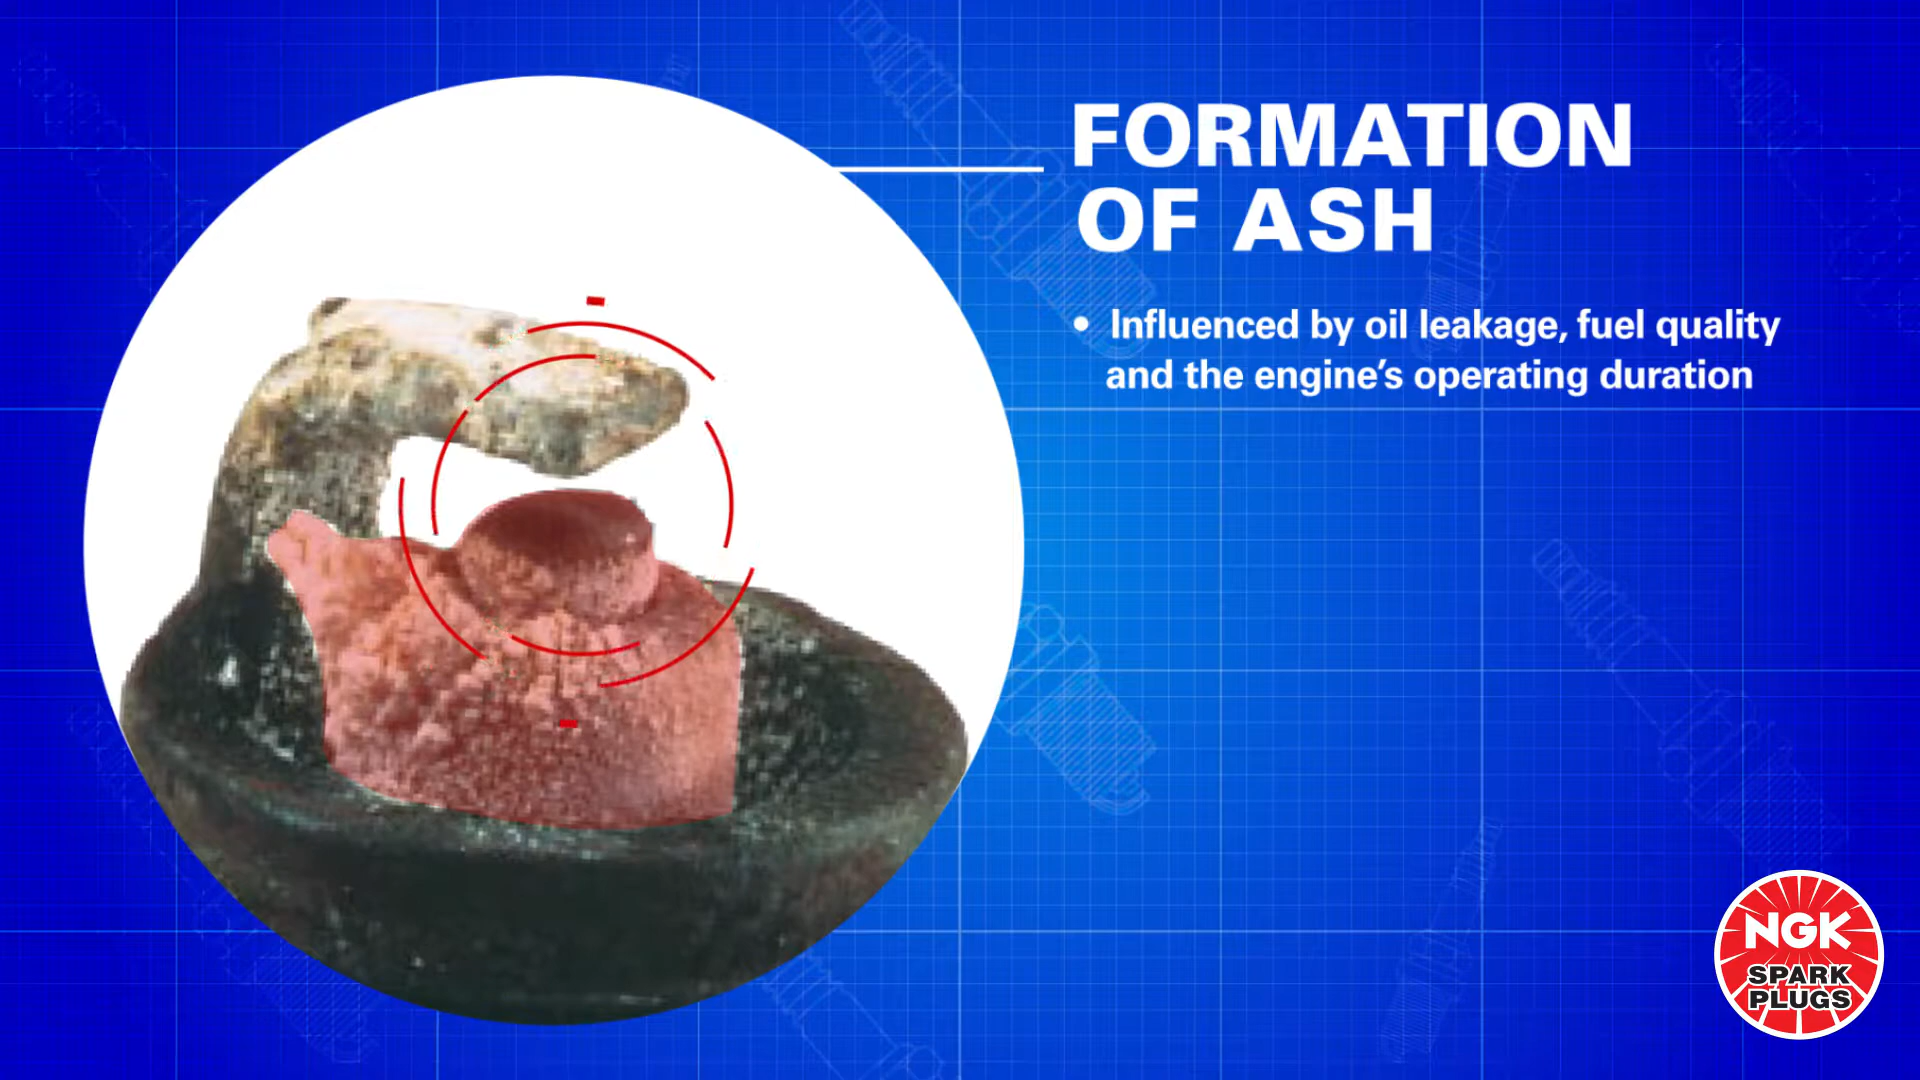 FORMATION
OF ASH
• Influenced by oil leakage, fuel quality
and the engine’s operating duration
NGK
SPARK
PLUGS